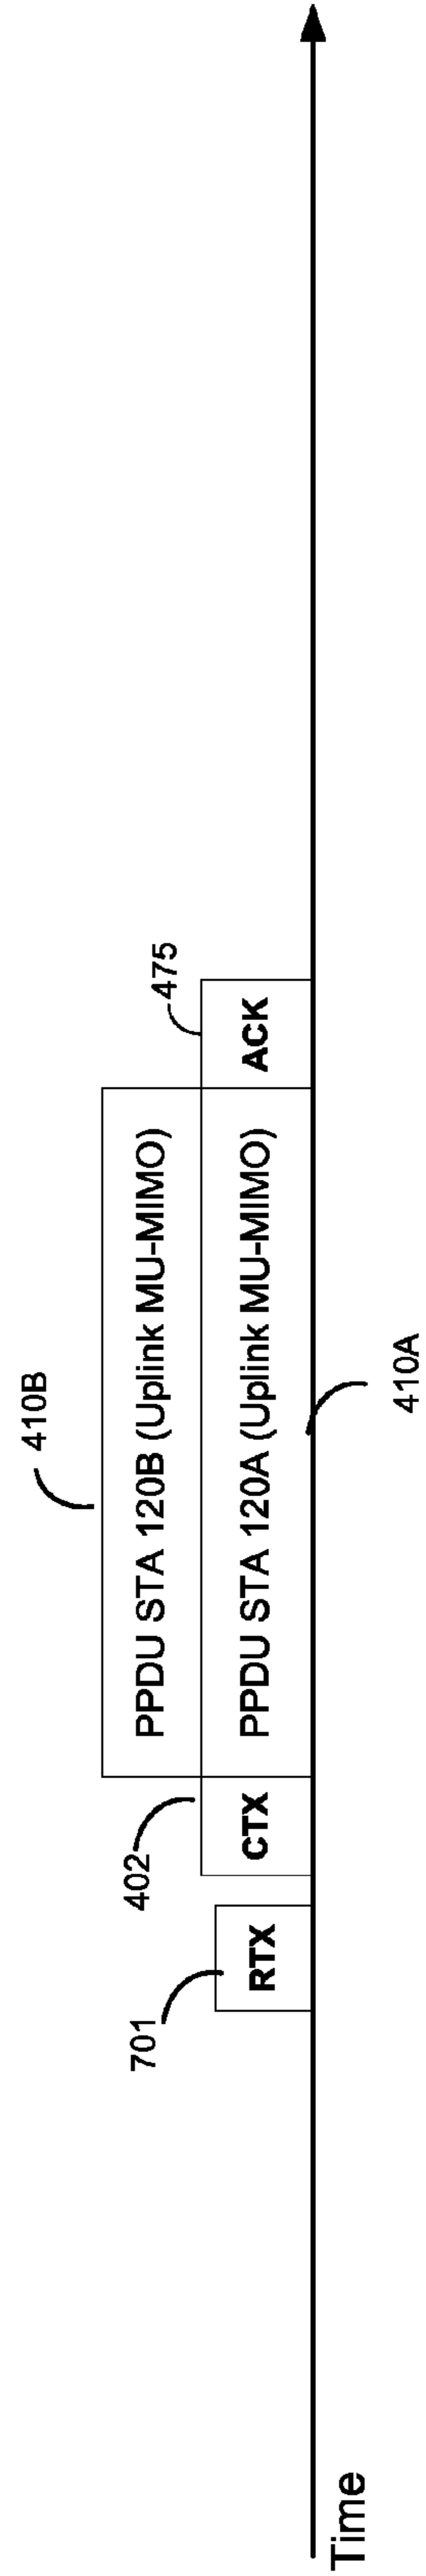 410B
PPDU STA 120B (Uplink MU-MIMO)
475
402
701
RTX
CTX
PPDU STA 120A (Uplink MU-MIMO)
ACK
410A
Time